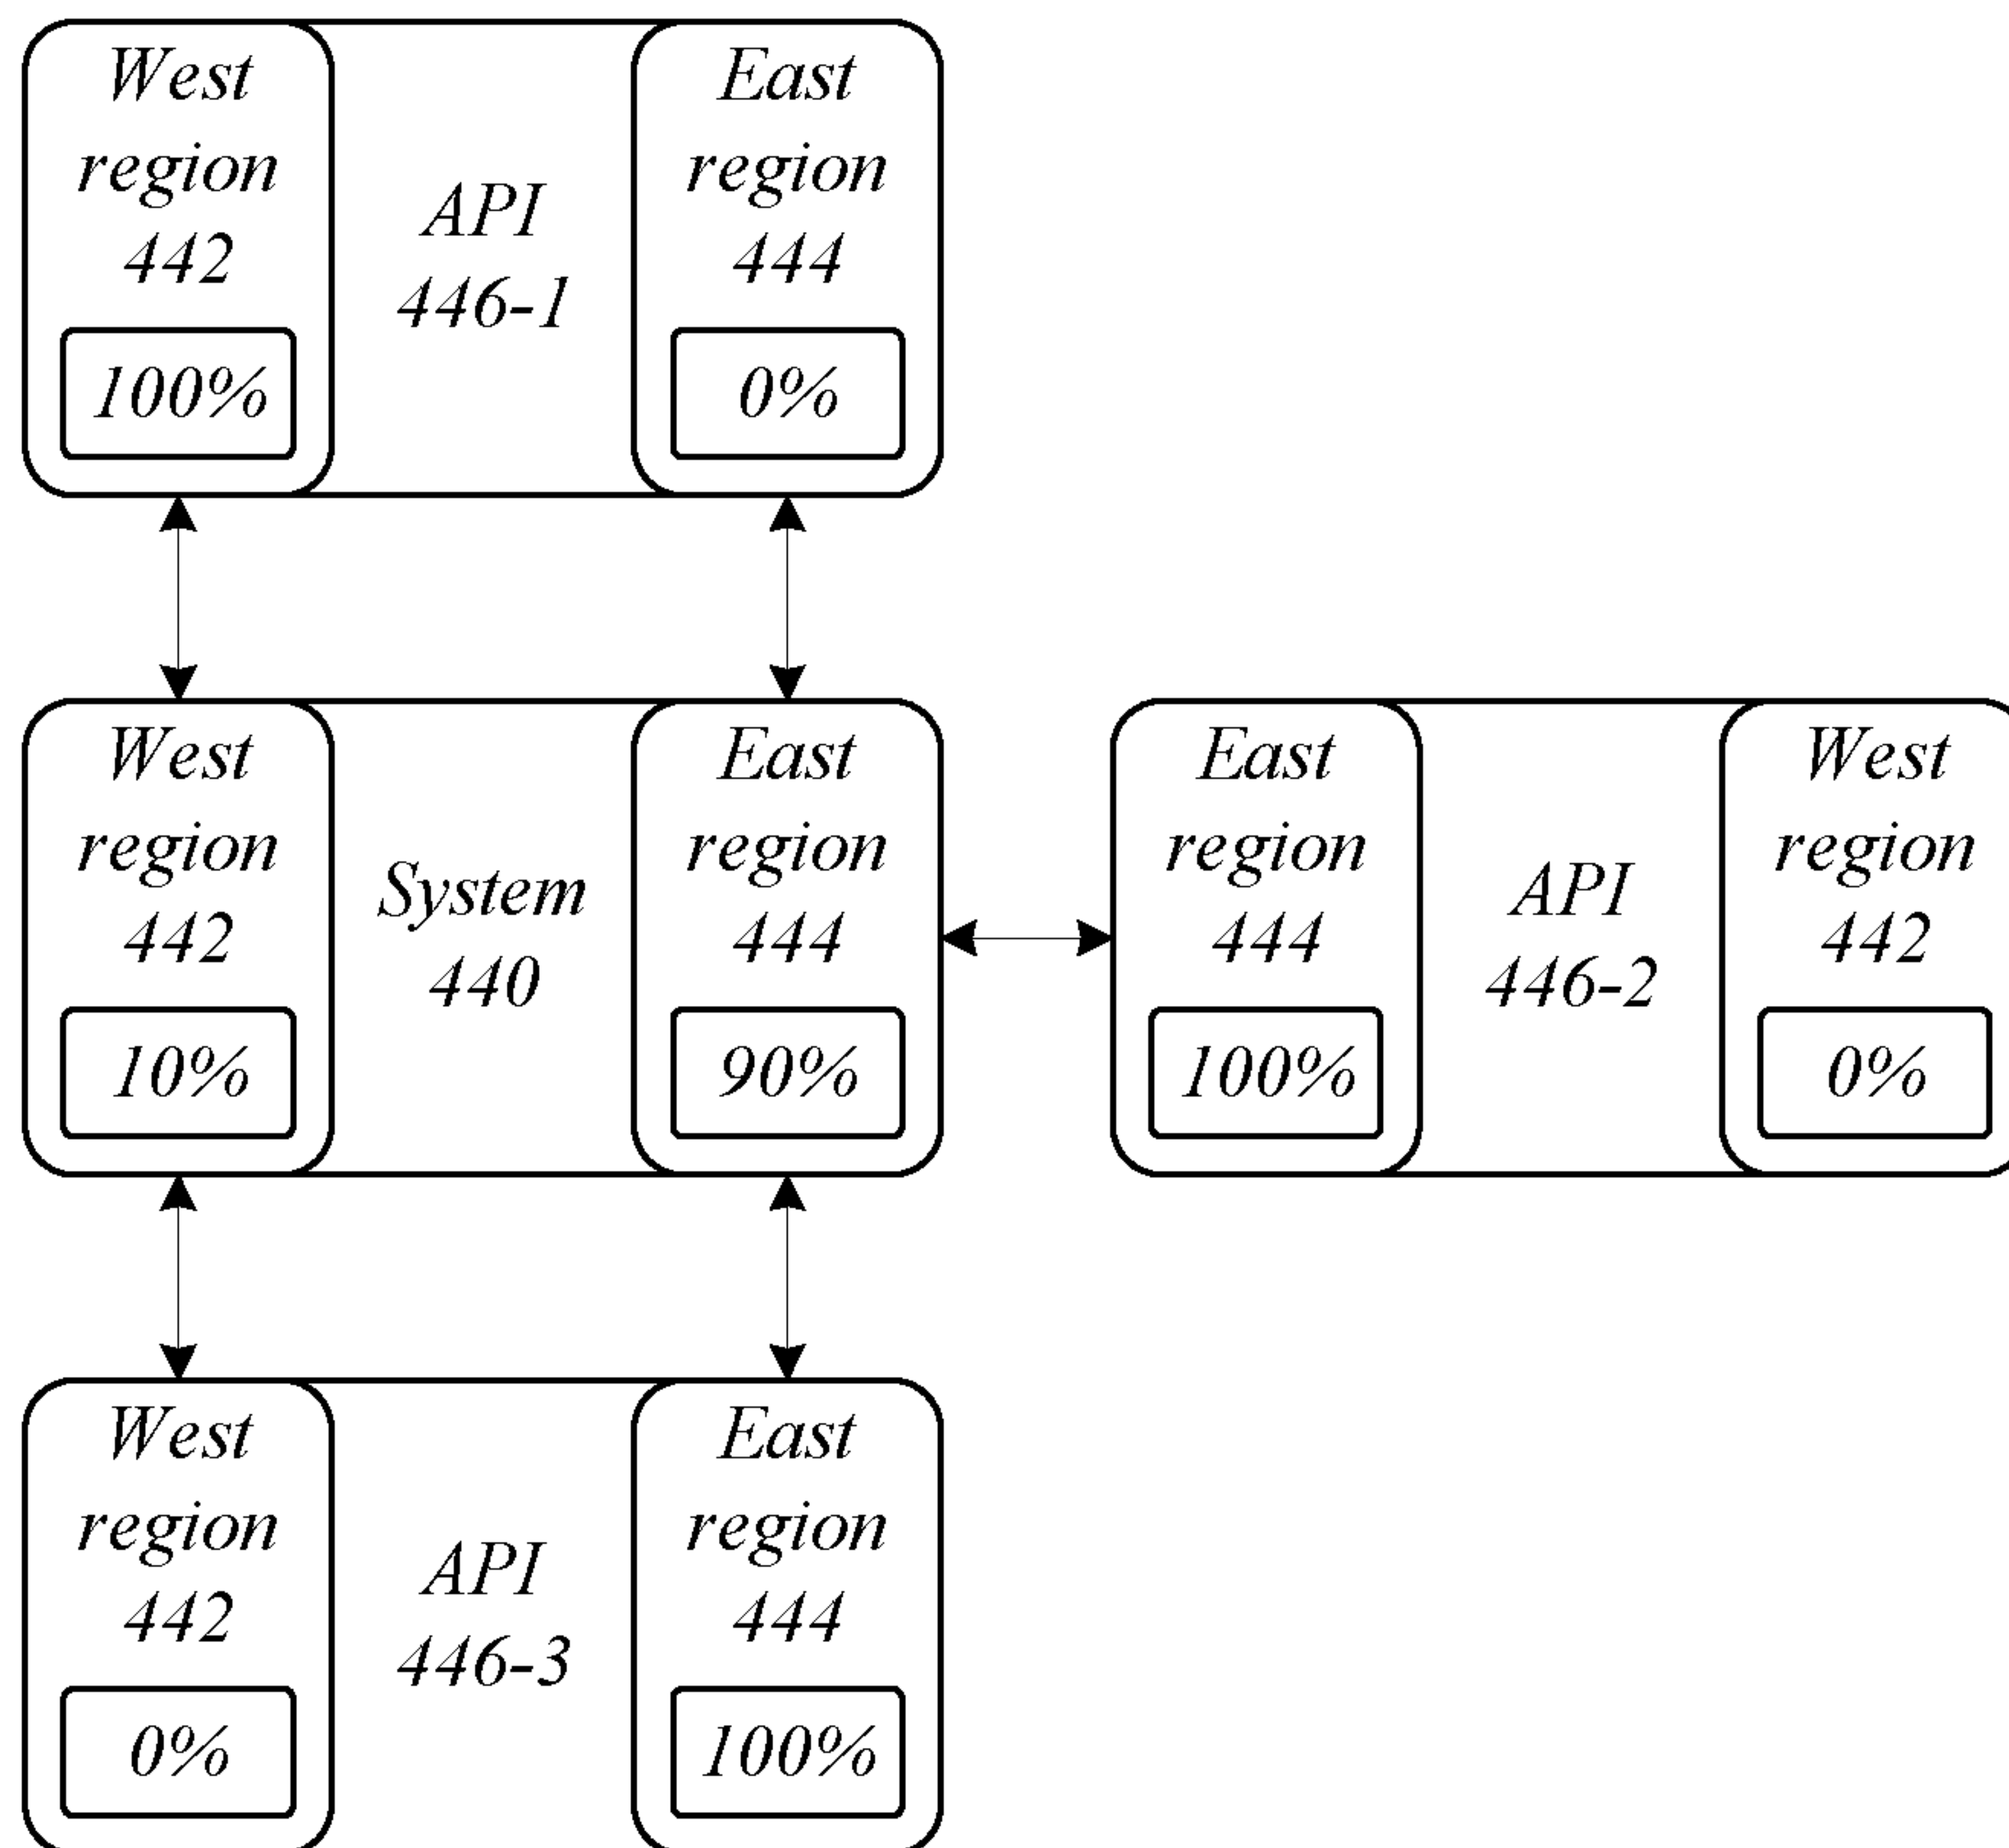 West
region
442
100%
API
446-1
East
region
444
0%
West
region
442
10%
System
440
East
region
444
90%
East
region
444
100%
API
446-2
West
region
442
0%
West
region
442
0%
API
446-3
East
region
444
100%